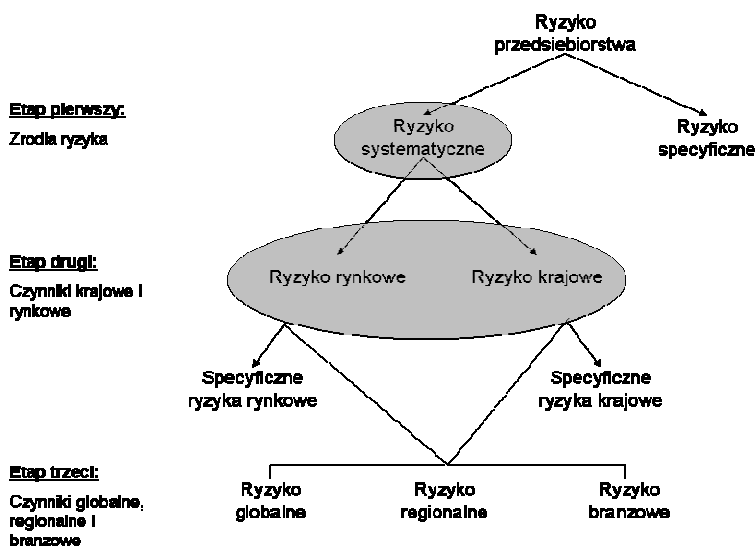 Ryzyko
przedsiebiorstwa
Etap pierwszy:
Zrodla ryzyka
Ryzyko
systematyczne
Ryzyko
specyficzne
Etap drugi:
Czynniki krajowe i
rynkowe
Ryzyko rynkowe
Ryzyko krajowe
Specyficzne
ryzyka rynkowe
Specyficzne
ryzyka krajowe
Etap trzeci:
Czynniki globalne,
regionalne i
branzowe
Ryzyko
globalne
Ryzyko
regionalne
Ryzyko
branzowe